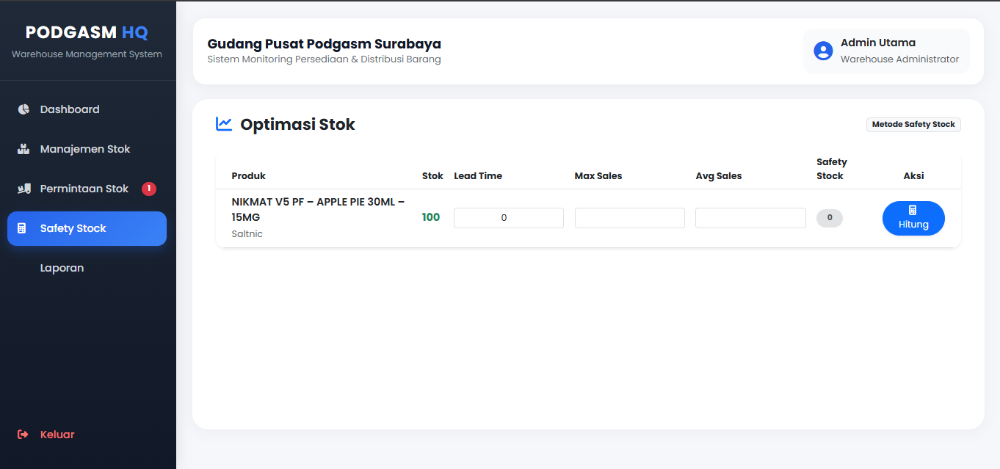 PODGASM HQ
Warehouse Management System
Dashboard
Manajemen Stok
Permintaan Stok 1
Safety Stock
Laporan
Keluar
Gudang Pusat Podgasm Surabaya
Sistem Monitoring Persediaan & Distribusi Barang
Admin Utama
Warehouse Administrator
Optimasi Stok
Metode Safety Stock
Produk Stok Lead Time Max Sales Avg Sales Safety Stock Aksi
NIKMAT V5 PF – APPLE PIE 30ML –
15MG
Saltnic
100
0
0
Hitung